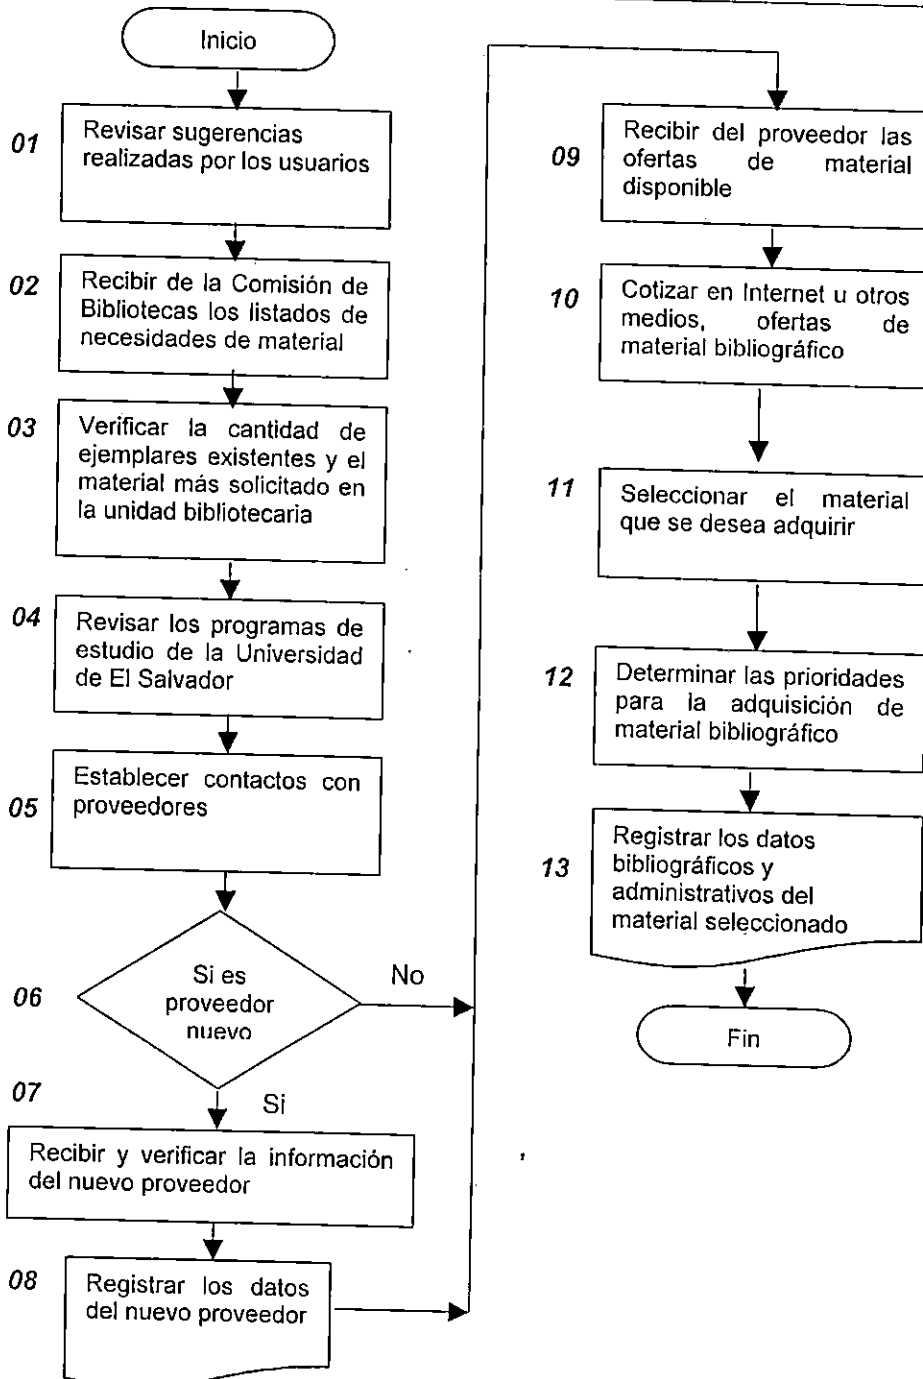 Inicio
01
Revisar sugerencias
realizadas por los usuarios
02
Recibir de la Comisión de
Bibliotecas los listados de
necesidades de material
03
Verificar la cantidad de
ejemplares existentes y el
material más solicitado en
la unidad bibliotecaria
04
Revisar los programas de
estudio de la Universidad
de El Salvador
05
Establecer contactos con
proveedores
06
Si es
proveedor
nuevo
No
07
Si
Recibir y verificar la información
del nuevo proveedor
08
Registrar los datos
del nuevo proveedor
09
Recibir del proveedor las
ofertas de material
disponible
10
Cotizar en Internet u otros
medios, ofertas de
material bibliográfico
11
Seleccionar el material
que se desea adquirir
12
Determinar las prioridades
para la adquisición de
material bibliográfico
13
Registrar los datos
bibliográficos y
administrativos del
material seleccionado
Fin